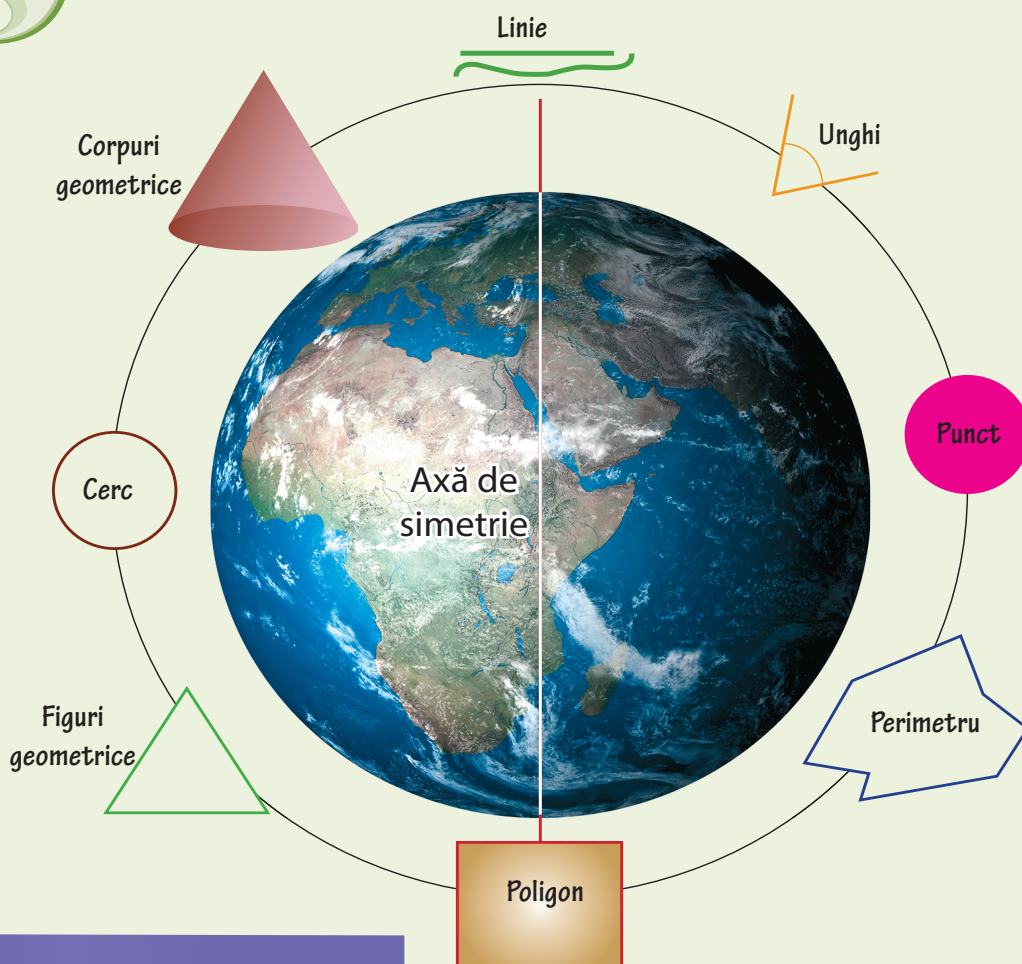 Linie
Unghi
Corpuri
geometrice
Punct
Axă de
simetrie
Cerc
Figuri
geometrice
Perimetru
Poligon